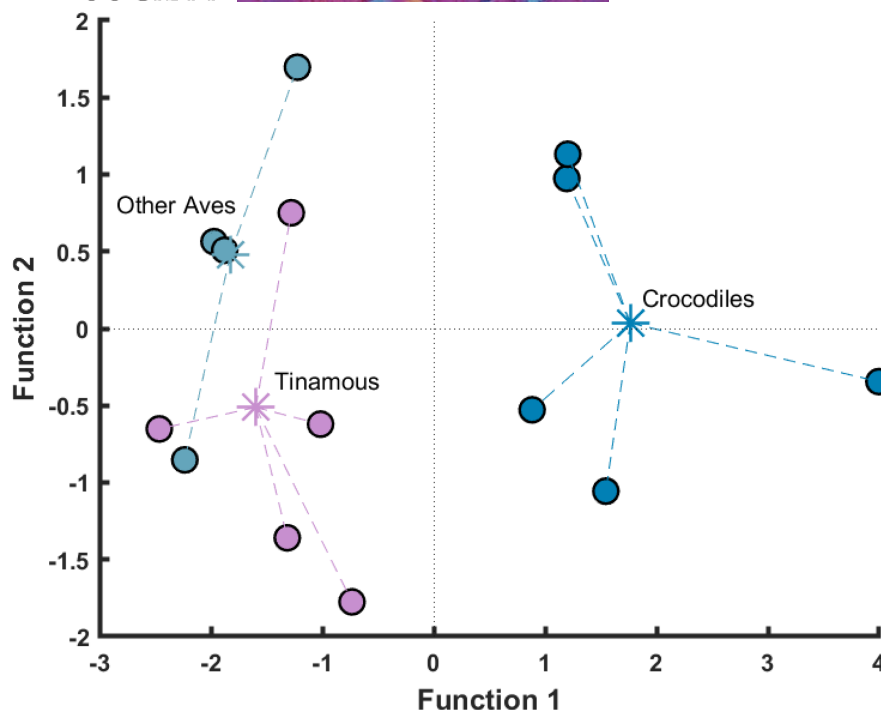 2
1.5
1
Other Aves
0.5
Crocodiles
0
Tinamous
-0.5
-1
-1.5
-2
Function 2
-3 -2 -1 0 1 2 3 4
Function 1